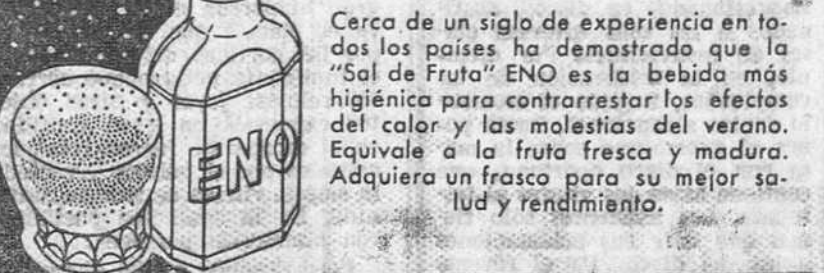 Cerca de un siglo de experiencia en to-
dos los países ha demostrado que la
"Sal de Fruta" ENO es la bebida más
higiénica para contrarrestar los efectos
del calor y las molestias del verano.
Equivale a la fruta fresca y madura.
Adquiera un frasco para su mejor sa-
lud y rendimiento.
ENO